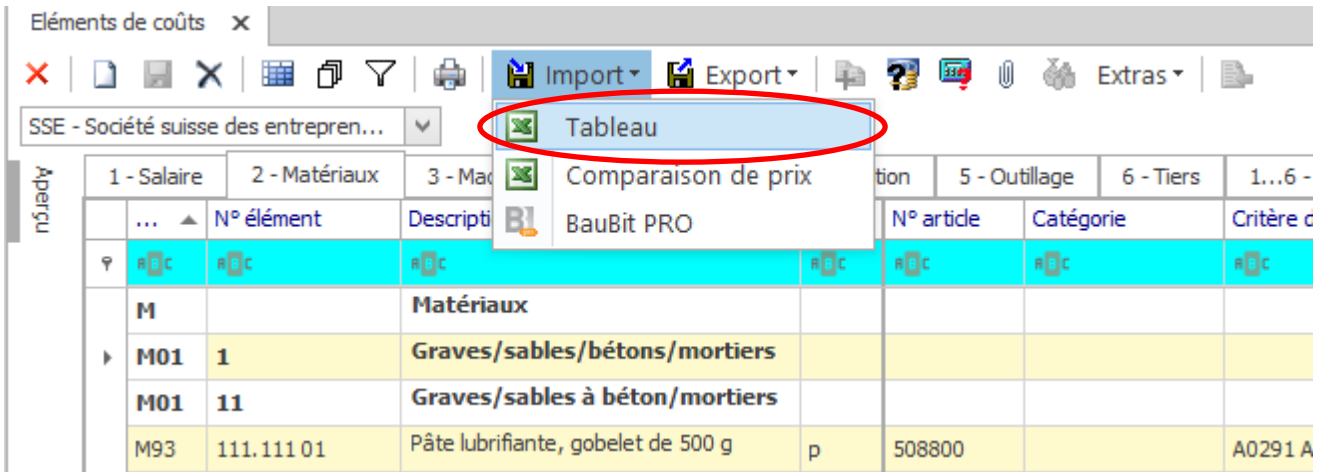 Eléments de coûts
Import Export Extras
SSE - Société suisse des entrepren...
Tableau
Comparaison de prix
BauBit PRO
Aperçu
1 - Salaire 2 - Matériaux 3 - Mac tion 5 - Outillage 6 - Tiers 1...6 -
... N° élément Descripti N° article Catégorie Critère d
M Matériaux
M01 1 Graves/sables/bétons/mortiers
M01 11 Graves/sables à béton/mortiers
M93 111.111 01 Pâte lubrifiante, gobelet de 500 g p 508800 A0291 A